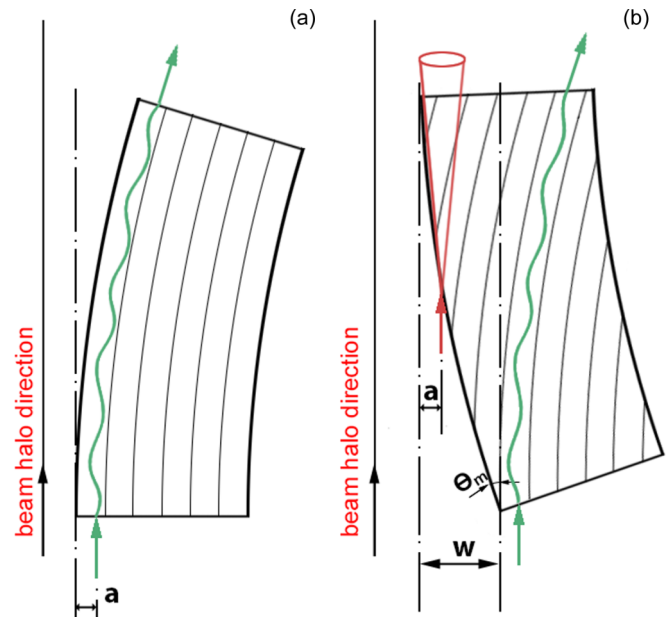 (a)
beam halo direction
a
(b)
beam halo direction
a
Θm
w